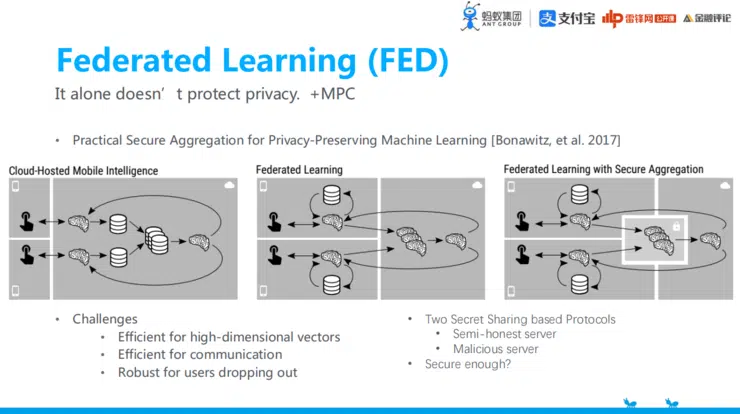 蚂蚁集团
ANT GROUP
支付宝
雷锋网 公开课
金融评论
Federated Learning (FED)
It alone doesn't protect privacy. +MPC
• Practical Secure Aggregation for Privacy-Preserving Machine Learning [Bonawitz, et al. 2017]
Cloud-Hosted Mobile Intelligence
Federated Learning
Federated Learning with Secure Aggregation
• Challenges
• Efficient for high-dimensional vectors
• Efficient for communication
• Robust for users dropping out
• Two Secret Sharing based Protocols
• Semi-honest server
• Malicious server
• Secure enough?